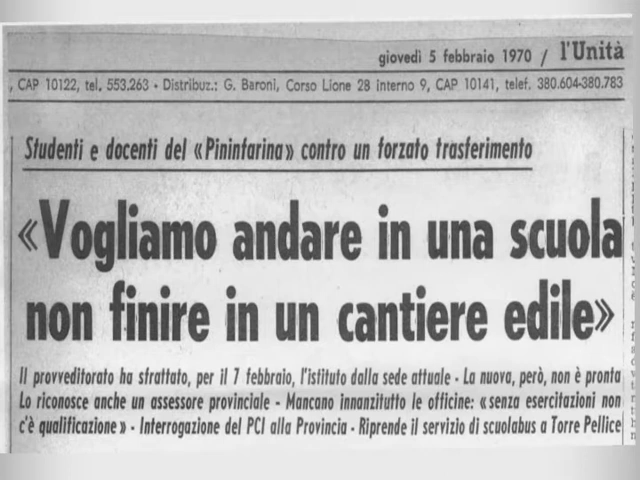 giovedì 5 febbraio 1970 / l'Unità
, CAP 10122, tel. 553.263 • Distribuz.: G. Baroni, Corso Lione 28 interno 9, CAP 10141, telef. 380.604-380.783
Studenti e docenti del «Pininfarina» contro un forzato trasferimento
«Vogliamo andare in una scuola
non finire in un cantiere edile»
Il provveditorato ha sfrattato, per il 7 febbraio, l'istituto dalla sede attuale - La nuova, però, non è pronta
Lo riconosce anche un assessore provinciale - Mancano innanzitutto le officine: «senza esercitazioni non
c'è qualificazione» - Interrogazione del PCI alla Provincia - Riprende il servizio di scuolabus a Torre Pellice